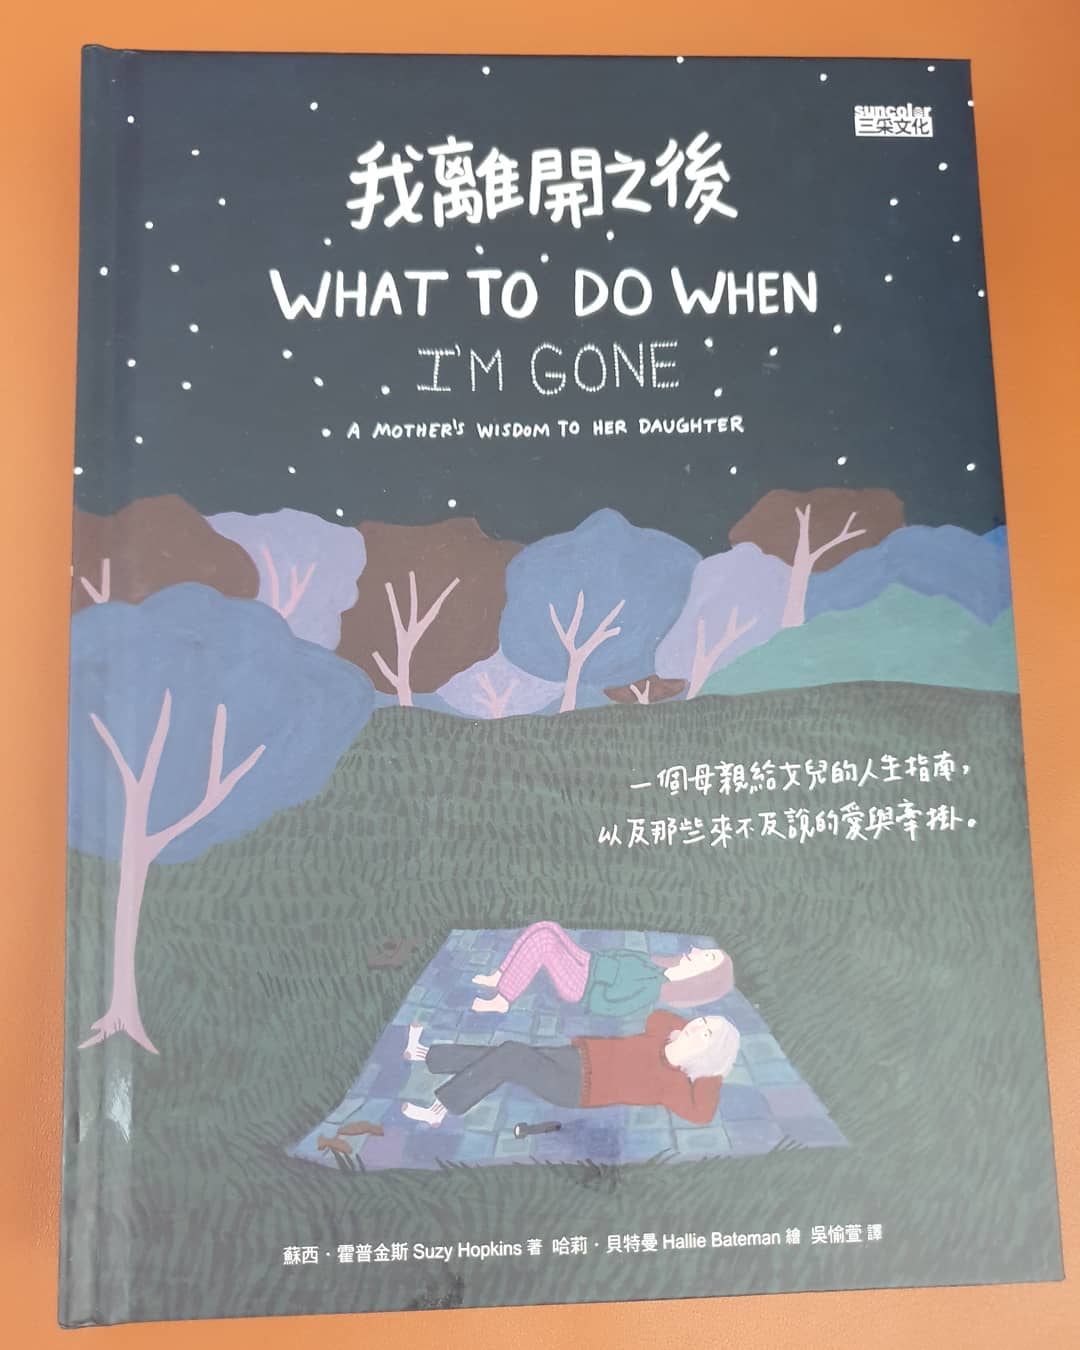 suncolor
三采文化
我離開之後
WHAT TO DO WHEN
I'M GONE
A MOTHER'S WISDOM TO HER DAUGHTER
一個母親給女兒的人生指南，
以及那些來不及說的愛與牽掛。
蘇西．霍普金斯 Suzy Hopkins 著 哈莉．貝特曼 Hallie Bateman 繪 吳愉萱 譯